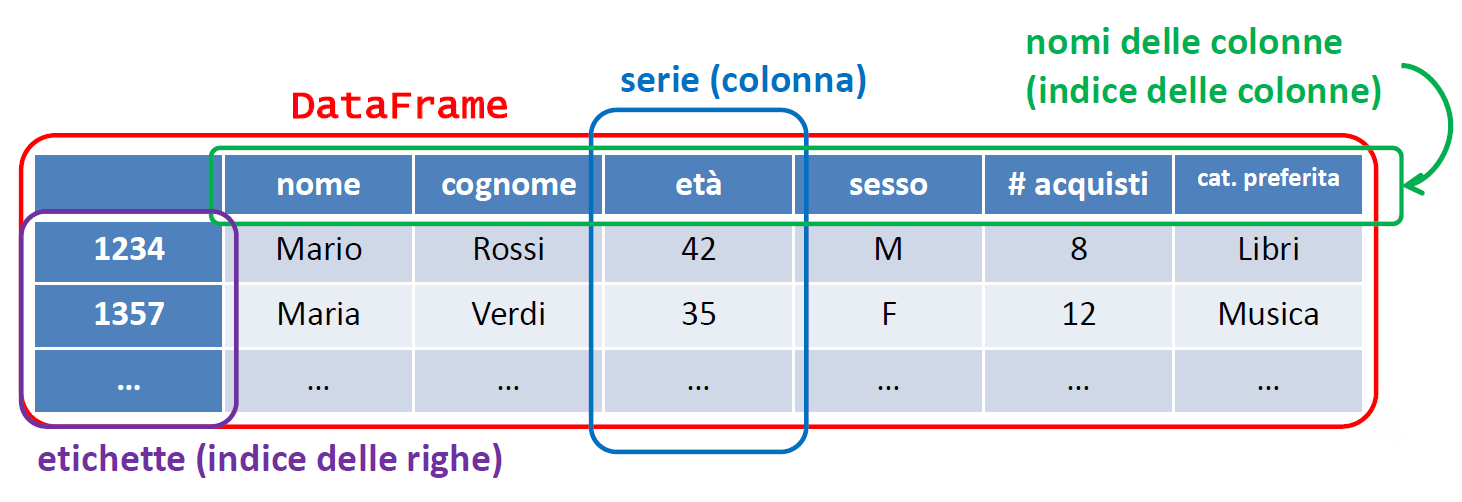 nomi delle colonne
(indice delle colonne)
serie (colonna)
DataFrame
nome cognome età sesso # acquisti cat. preferita
1234 Mario Rossi 42 M 8 Libri
1357 Maria Verdi 35 F 12 Musica
... ... ... ... ... ... ...
etichette (indice delle righe)